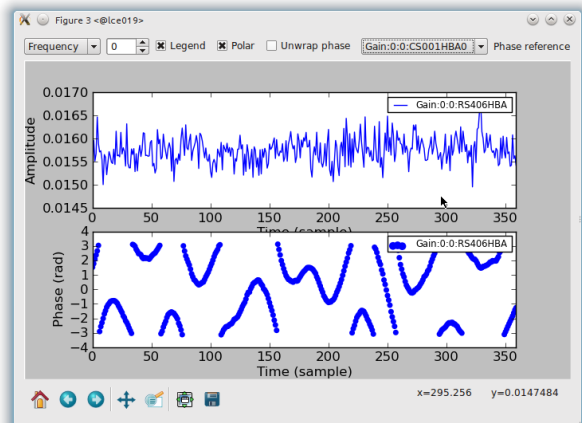 Figure 3 <@lce019>
Frequency 0 Legend Polar Unwrap phase Gain:0:0:CS001HBA0 Phase reference
0.0170
0.0165
0.0160
0.0155
0.0150
0.0145
Amplitude
Gain:0:0:RS406HBA
0 50 100 150 200 250 300 350
Time (sample)
4
3
2
1
0
−1
−2
−3
−4
Phase (rad)
Gain:0:0:RS406HBA
0 50 100 150 200 250 300 350
Time (sample)
x=295.256 y=0.0147484